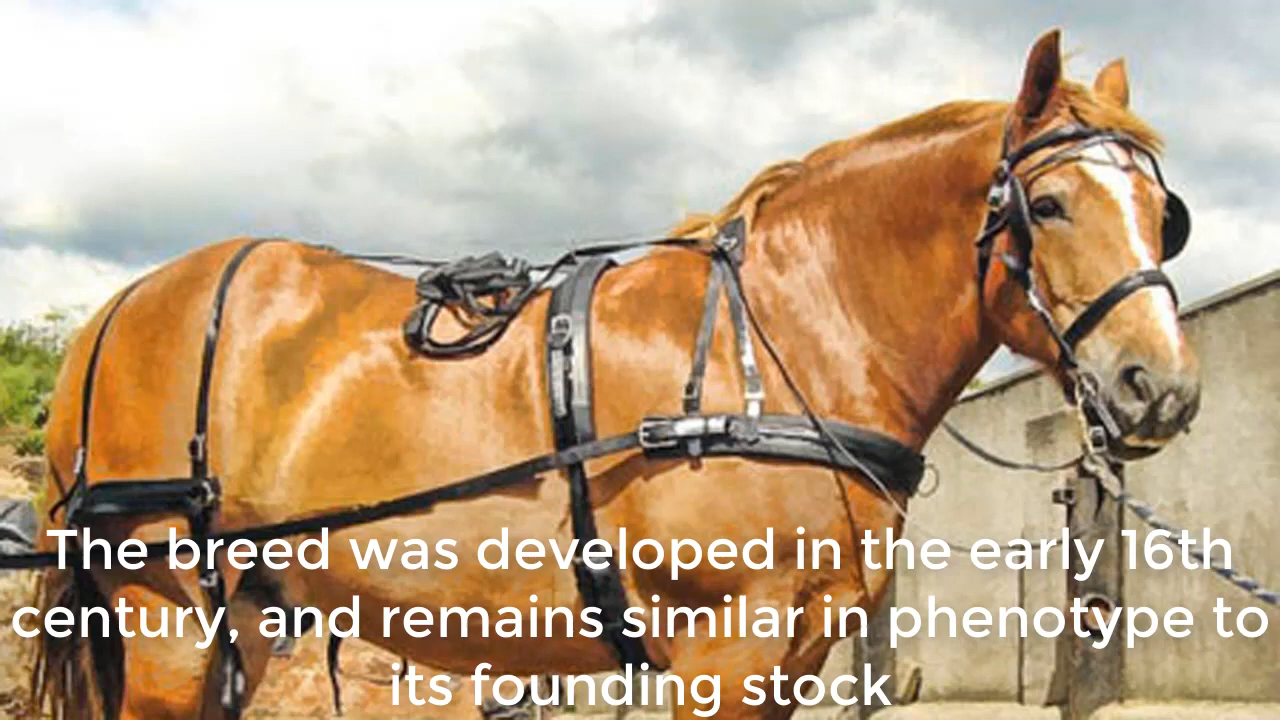 The breed was developed in the early 16th
century, and remains similar in phenotype to
its founding stock